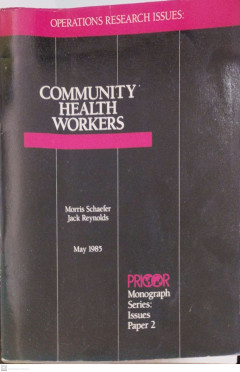 OPERATIONS RESEARCH ISSUES:
COMMUNITY
HEALTH
WORKERS
Morris Schaefer
Jack Reynolds
May 1985
PRICOR
Monograph
Series:
Issues
Paper 2